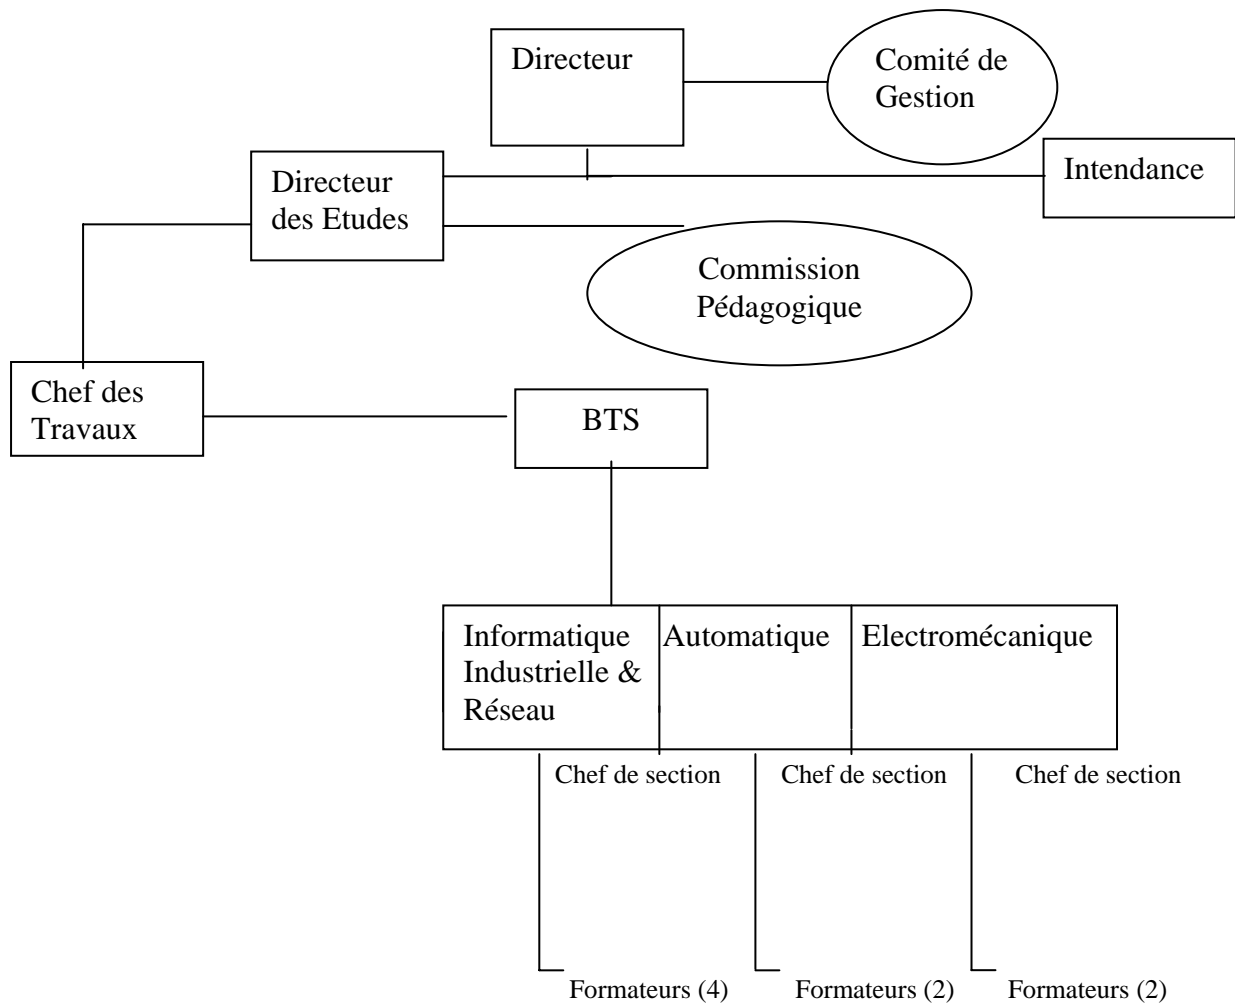 Directeur
Comité de
Gestion
Directeur
des Etudes
Intendance
Commission
Pédagogique
Chef des
Travaux
BTS
Informatique
Industrielle &
Réseau
Automatique
Electromécanique
Chef de section
Chef de section
Chef de section
Formateurs (4)
Formateurs (2)
Formateurs (2)